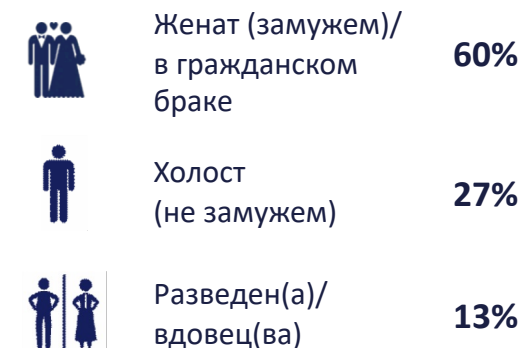 Женат (замужем)/
в гражданском
браке
60%
Холост
(не замужем)
27%
Разведен(а)/
вдовец(ва)
13%